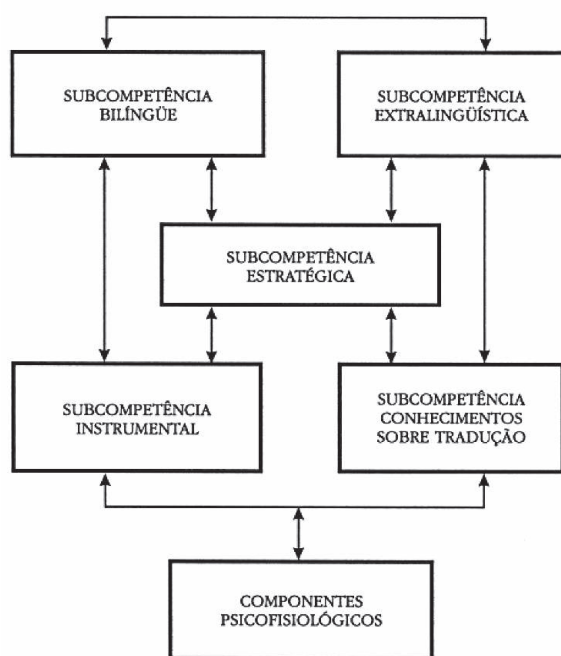 SUBCOMPETÊNCIA
BILÍNGÜE
SUBCOMPETÊNCIA
EXTRALINGÜÍSTICA
SUBCOMPETÊNCIA
ESTRATÉGICA
SUBCOMPETÊNCIA
INSTRUMENTAL
SUBCOMPETÊNCIA
CONHECIMENTOS
SOBRE TRADUÇÃO
COMPONENTES
PSICOFISIOLÓGICOS